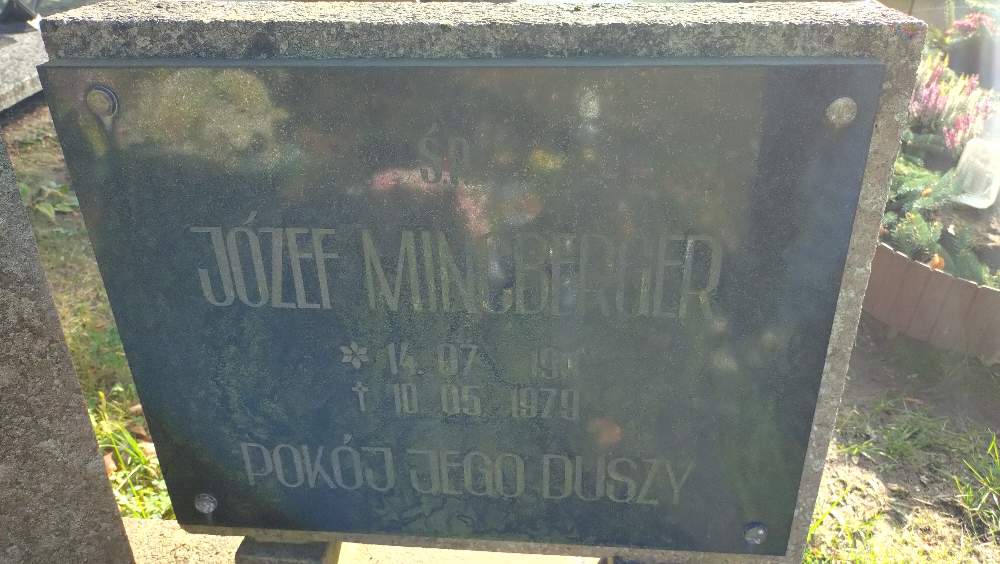 Ś.P.
JÓZEF MINCBERGER
14 07
✝ 10 05 1979
POKÓJ JEGO DUSZY